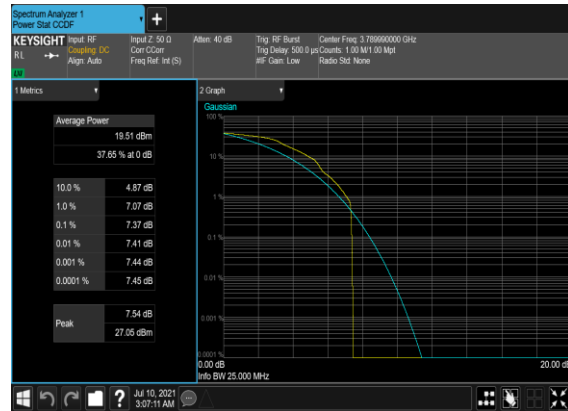 Spectrum Analyzer 1
Power Stat CCDF
KEYSIGHT
RL
Input: RF
Coupling: DC
Align: Auto
Input Z: 50 Ω
Corr CCorr
Freq Ref: Int (S)
Atten: 40 dB
Trig: RF Burst
Trig Delay: 500.0 µs
#IF Gain: Low
Center Freq: 3.789990000 GHz
Counts: 1.00 M/1.00 Mpt
Radio Std: None
1 Metrics
Average Power
19.51 dBm
37.65 % at 0 dB
10.0 % 4.87 dB
1.0 % 7.07 dB
0.1 % 7.37 dB
0.01 % 7.41 dB
0.001 % 7.44 dB
0.0001 % 7.45 dB
Peak
7.54 dB
27.05 dBm
2 Graph
Gaussian
100 %
10 %
1 %
0.1 %
0.01 %
0.001 %
0.0001 %
0.00 dB
20.00 dB
Info BW 25.000 MHz
?
Jul 10, 2021
3:07:11 AM